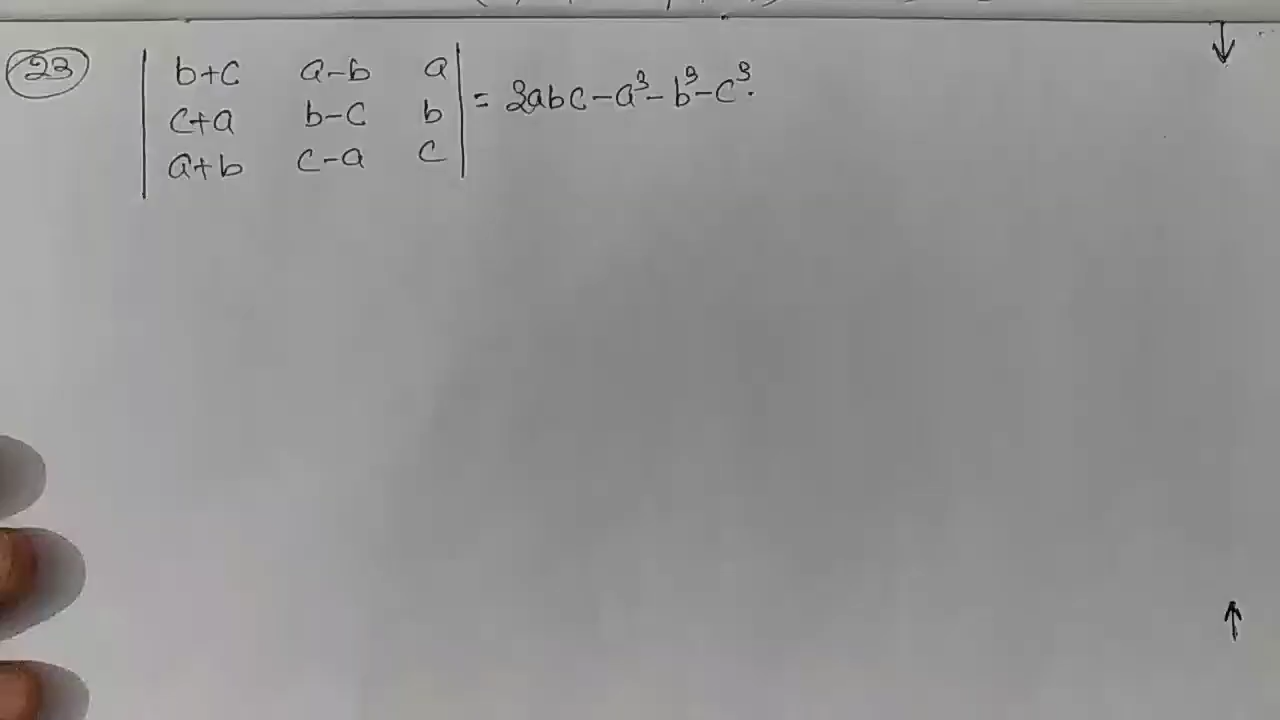 23
| b+c a-b a |
| c+a b-c b | = 3abc-a³-b³-c³.
| a+b c-a c |